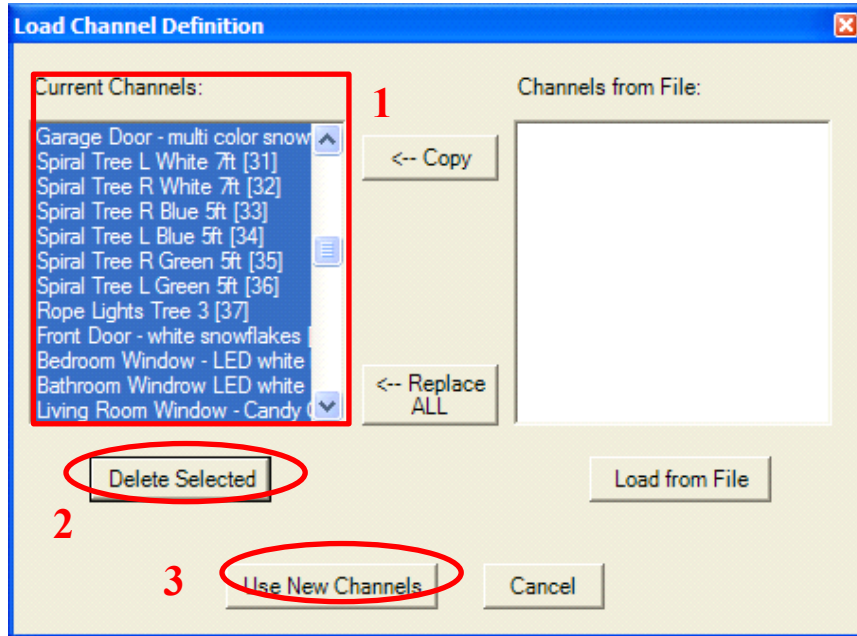 Load Channel Definition
Current Channels:
1
Channels from File:
Garage Door - multi color snow
Spiral Tree L White 7ft [31]
Spiral Tree R White 7ft [32]
Spiral Tree R Blue 5ft [33]
Spiral Tree L Blue 5ft [34]
Spiral Tree R Green 5ft [35]
Spiral Tree L Green 5ft [36]
Rope Lights Tree 3 [37]
Front Door - white snowflakes [
Bedroom Window - LED white
Bathroom Windrow LED white
Living Room Window - Candy
<-- Copy
<-- Replace
ALL
Delete Selected
Load from File
2
3
Use New Channels
Cancel